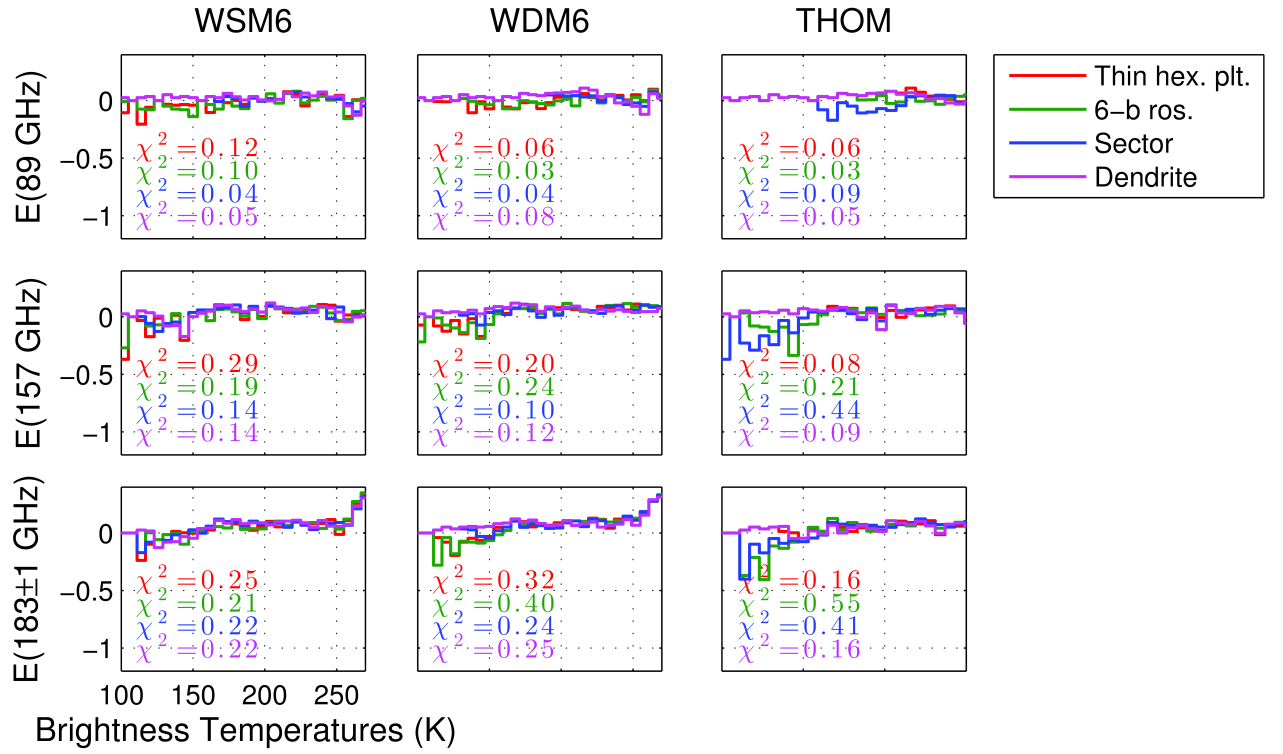 WSM6 WDM6 THOM
Thin hex. plt.
6−b ros.
Sector
Dendrite
E(89 GHz)
0
−0.5
−1
χ² =0.12
χ² =0.10
χ² =0.04
χ² =0.05
χ² =0.06
χ² =0.03
χ² =0.04
χ² =0.08
χ² =0.06
χ² =0.03
χ² =0.09
χ² =0.05
E(157 GHz)
0
−0.5
−1
χ² =0.29
χ² =0.19
χ² =0.14
χ² =0.14
χ² =0.20
χ² =0.24
χ² =0.10
χ² =0.12
χ² =0.08
χ² =0.21
χ² =0.44
χ² =0.09
E(183±1 GHz)
0
−0.5
−1
χ² =0.25
χ² =0.21
χ² =0.22
χ² =0.22
χ² =0.32
χ² =0.40
χ² =0.24
χ² =0.25
χ² =0.16
χ² =0.55
χ² =0.41
χ² =0.16
100 150 200 250
Brightness Temperatures (K)